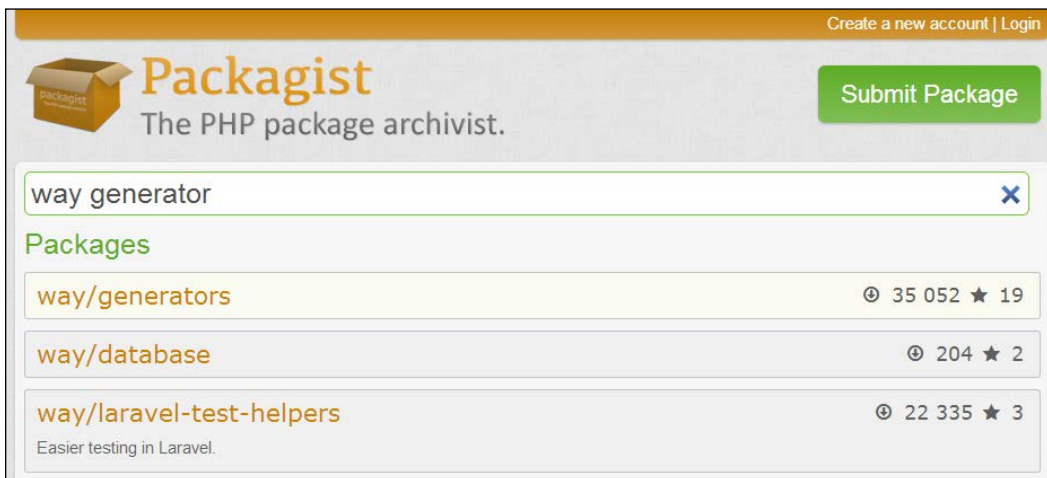 Create a new account | Login
packagist
Packagist
The PHP package archivist.
Submit Package
way generator
Packages
way/generators 35 052 19
way/database 204 2
way/laravel-test-helpers 22 335 3
Easier testing in Laravel.